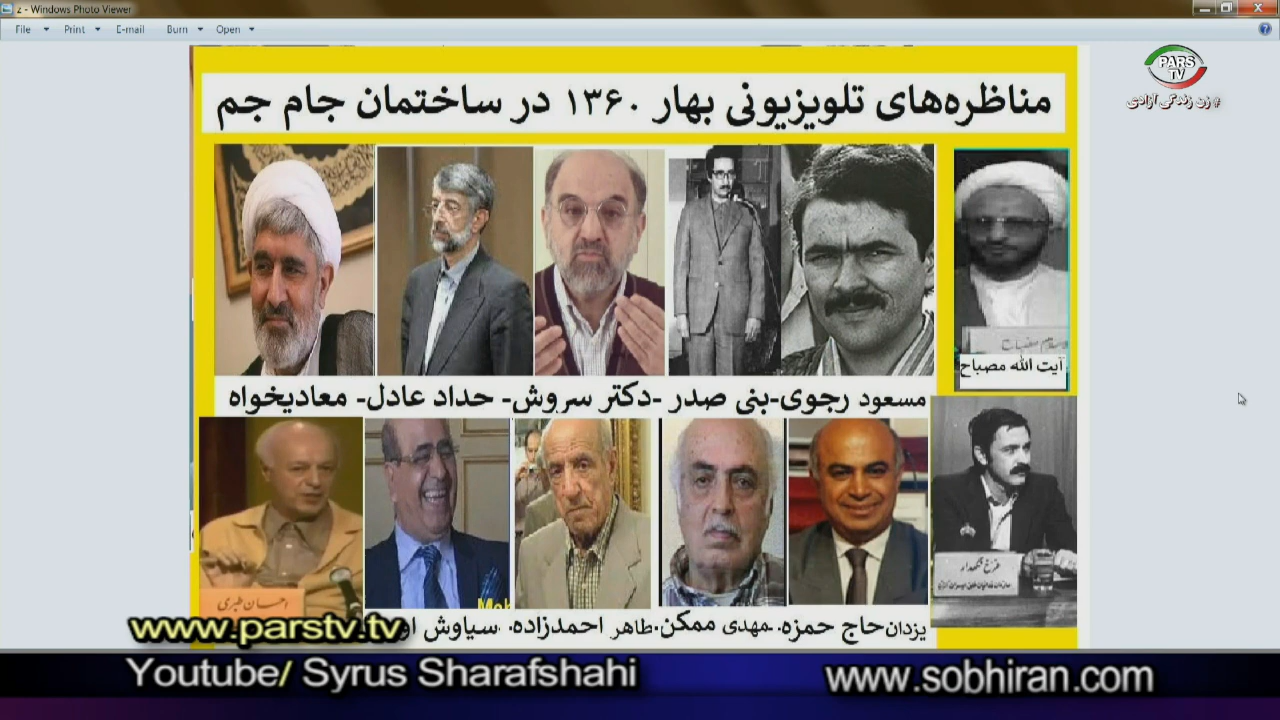 z - Windows Photo Viewer
File Print E-mail Burn Open
PARS TV
# زن زندگی آزادی
مناظره‌های تلویزیونی بهار ۱۳۶۰ در ساختمان جام جم
آیت الله مصباح
مسعود رجوی-بنی صدر -دکتر سروش- حداد عادل- معادیخواه
احسان طبری
یزدان حاج حمزه. مهدی ممکن. طاهر احمدزاده. سیاوش او
www.parstv.tv
Youtube/ Syrus Sharafshahi
www.sobhiran.com